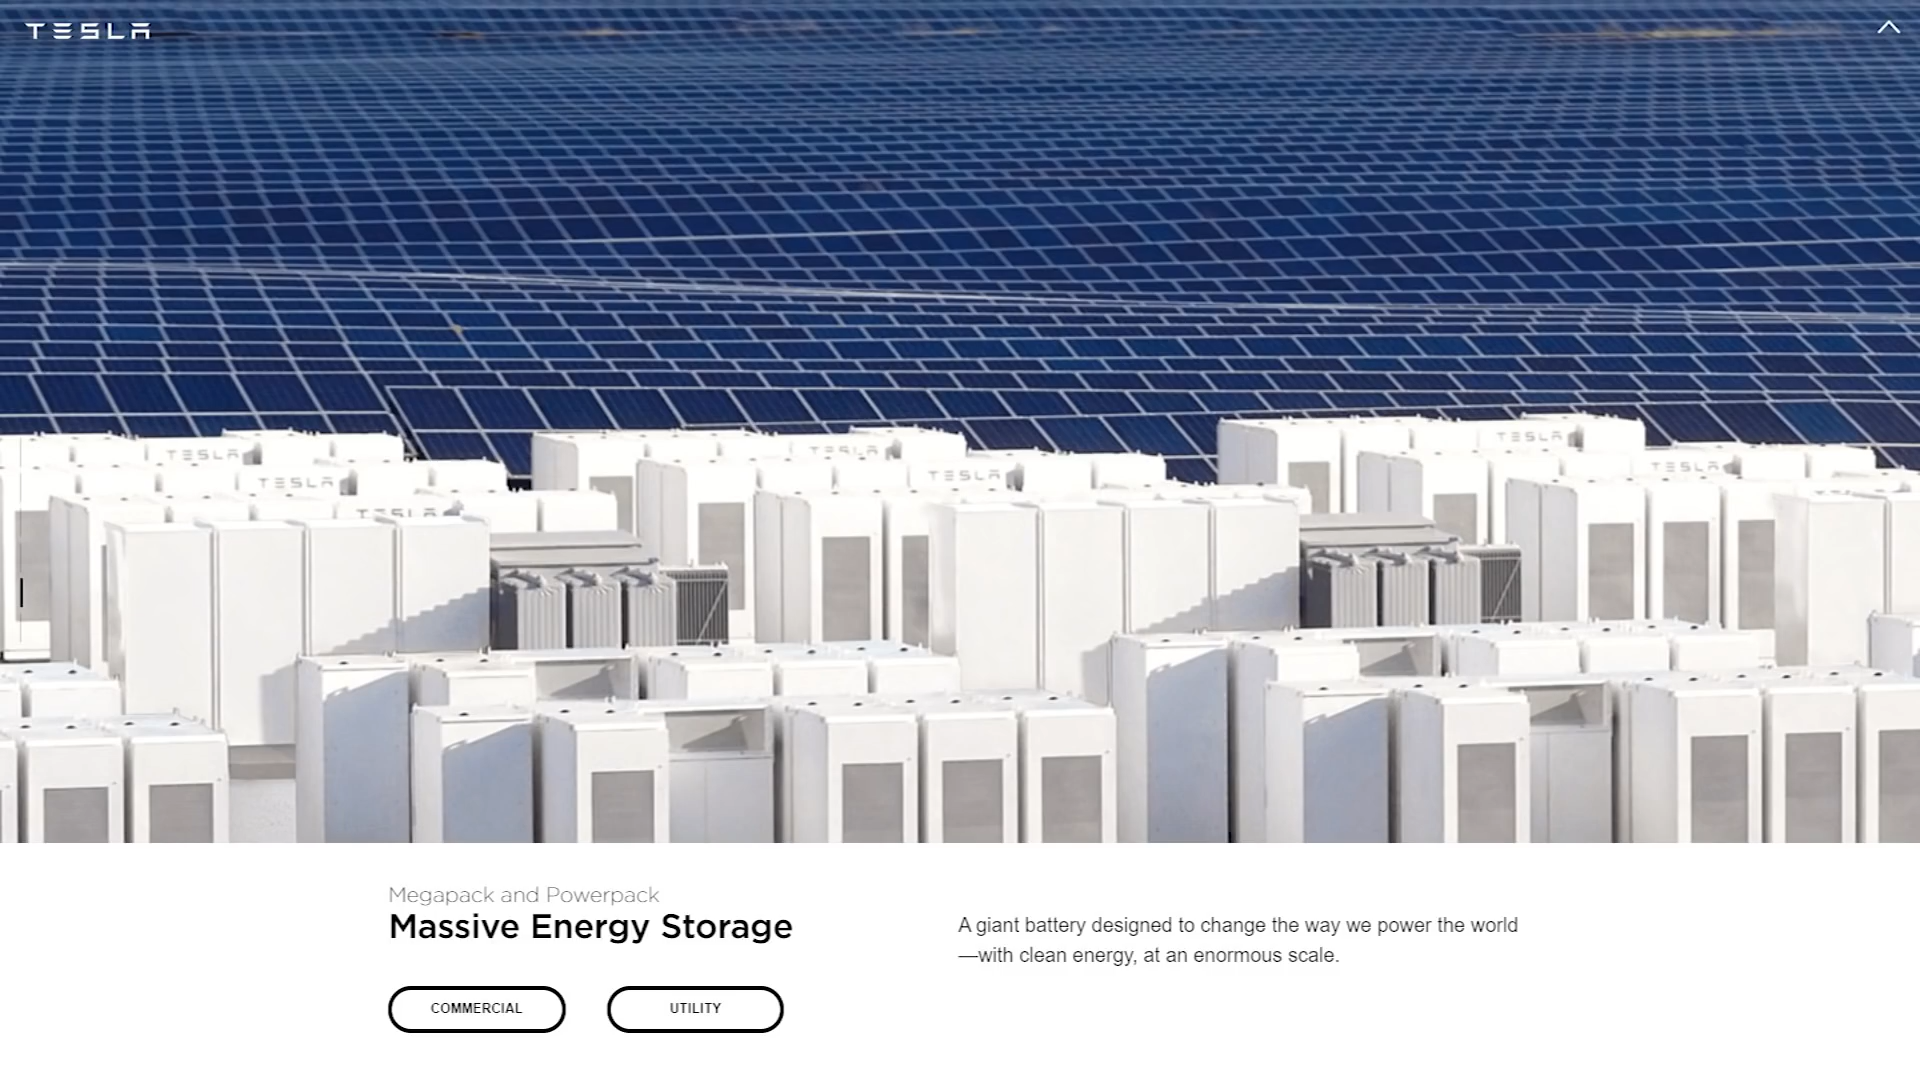 TESLA
TESLA
TESLA
TESLA
TESLA
TESLA
TESLA
TESLA
Megapack and Powerpack
Massive Energy Storage
A giant battery designed to change the way we power the world
—with clean energy, at an enormous scale.
COMMERCIAL
UTILITY